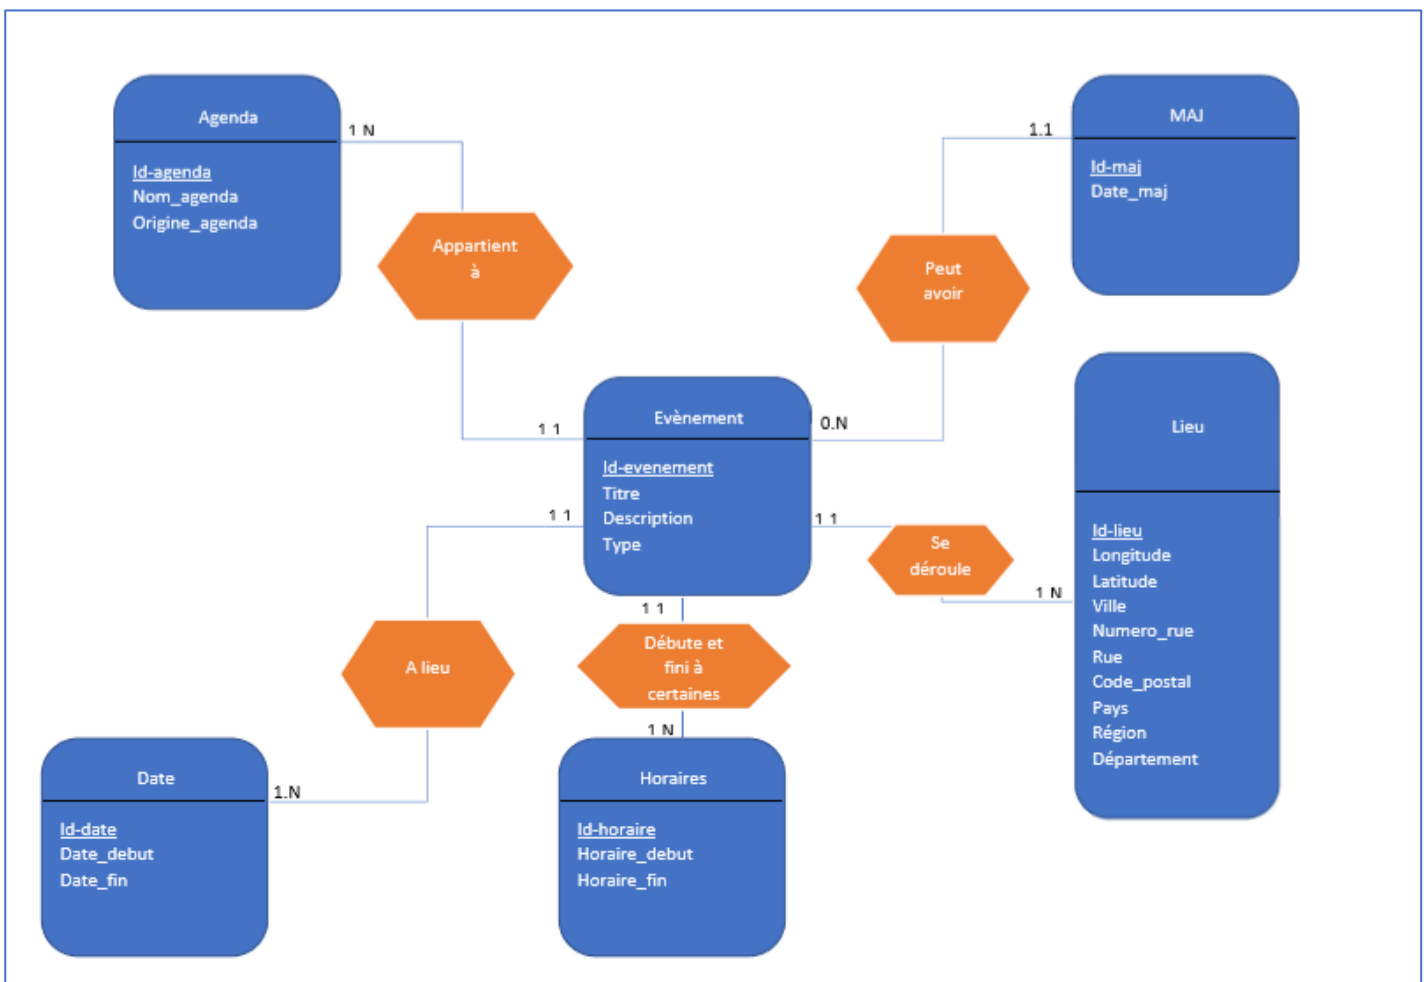 Agenda
1 N
Id-agenda
Nom_agenda
Origine_agenda
Appartient
à
1 1
MAJ
1.1
Id-maj
Date_maj
Peut
avoir
0.N
Evènement
Id-evenement
Titre
Description
Type
1 1
1 1
Se
déroule
1 N
Lieu
Id-lieu
Longitude
Latitude
Ville
Numero_rue
Rue
Code_postal
Pays
Région
Département
1 1
Débute et
fini à
certaines
1 N
A lieu
1.N
Date
Id-date
Date_debut
Date_fin
Horaires
Id-horaire
Horaire_debut
Horaire_fin